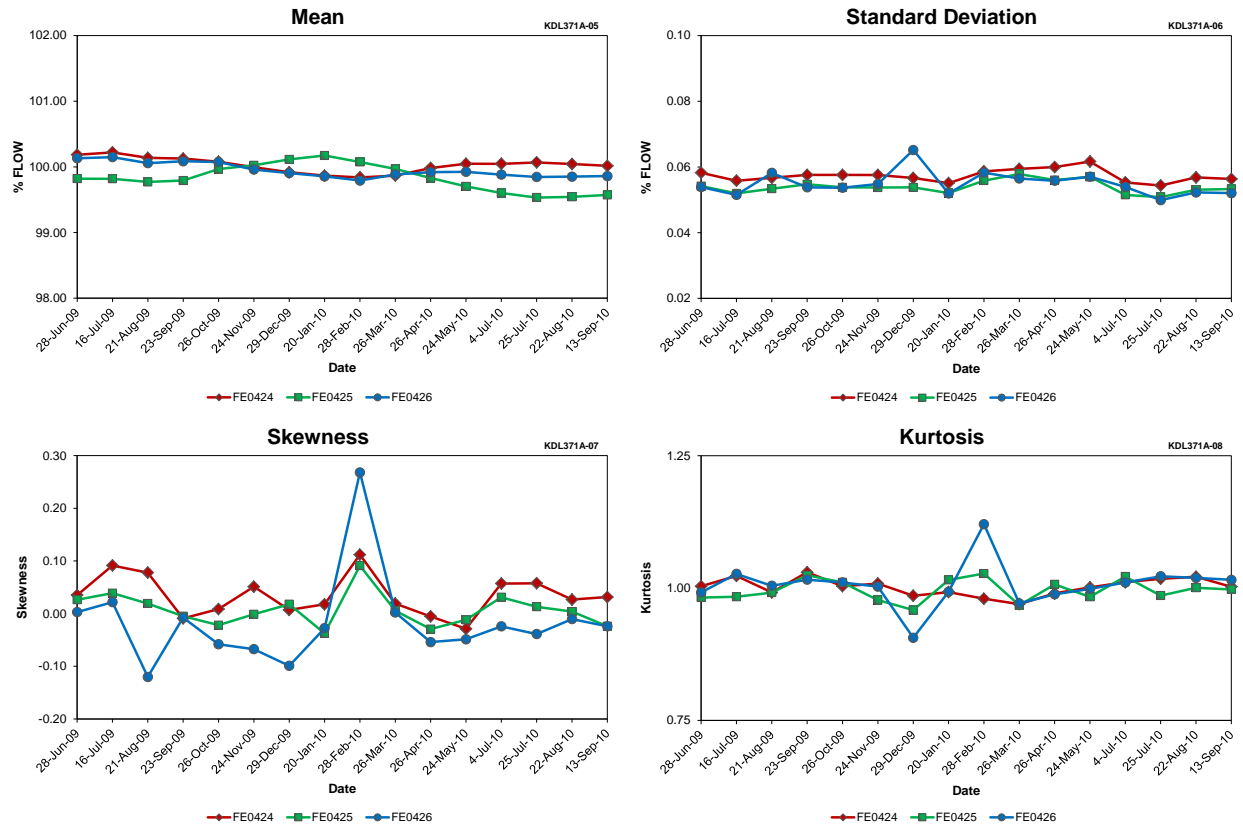 Mean
KDL371A-05
% FLOW
102.00
101.00
100.00
99.00
98.00
28-Jun-09
16-Jul-09
21-Aug-09
23-Sep-09
26-Oct-09
24-Nov-09
29-Dec-09
20-Jan-10
28-Feb-10
26-Mar-10
26-Apr-10
24-May-10
4-Jul-10
25-Jul-10
22-Aug-10
13-Sep-10
Date
FE0424 FE0425 FE0426
Standard Deviation
KDL371A-06
% FLOW
0.10
0.08
0.06
0.04
0.02
28-Jun-09
16-Jul-09
21-Aug-09
23-Sep-09
26-Oct-09
24-Nov-09
29-Dec-09
20-Jan-10
28-Feb-10
26-Mar-10
26-Apr-10
24-May-10
4-Jul-10
25-Jul-10
22-Aug-10
13-Sep-10
Date
FE0424 FE0425 FE0426
Skewness
KDL371A-07
Skewness
0.30
0.20
0.10
0.00
-0.10
-0.20
28-Jun-09
16-Jul-09
21-Aug-09
23-Sep-09
26-Oct-09
24-Nov-09
29-Dec-09
20-Jan-10
28-Feb-10
26-Mar-10
26-Apr-10
24-May-10
4-Jul-10
25-Jul-10
22-Aug-10
13-Sep-10
Date
FE0424 FE0425 FE0426
Kurtosis
KDL371A-08
Kurtosis
1.25
1.00
0.75
28-Jun-09
16-Jul-09
21-Aug-09
23-Sep-09
26-Oct-09
24-Nov-09
29-Dec-09
20-Jan-10
28-Feb-10
26-Mar-10
26-Apr-10
24-May-10
4-Jul-10
25-Jul-10
22-Aug-10
13-Sep-10
Date
FE0424 FE0425 FE0426